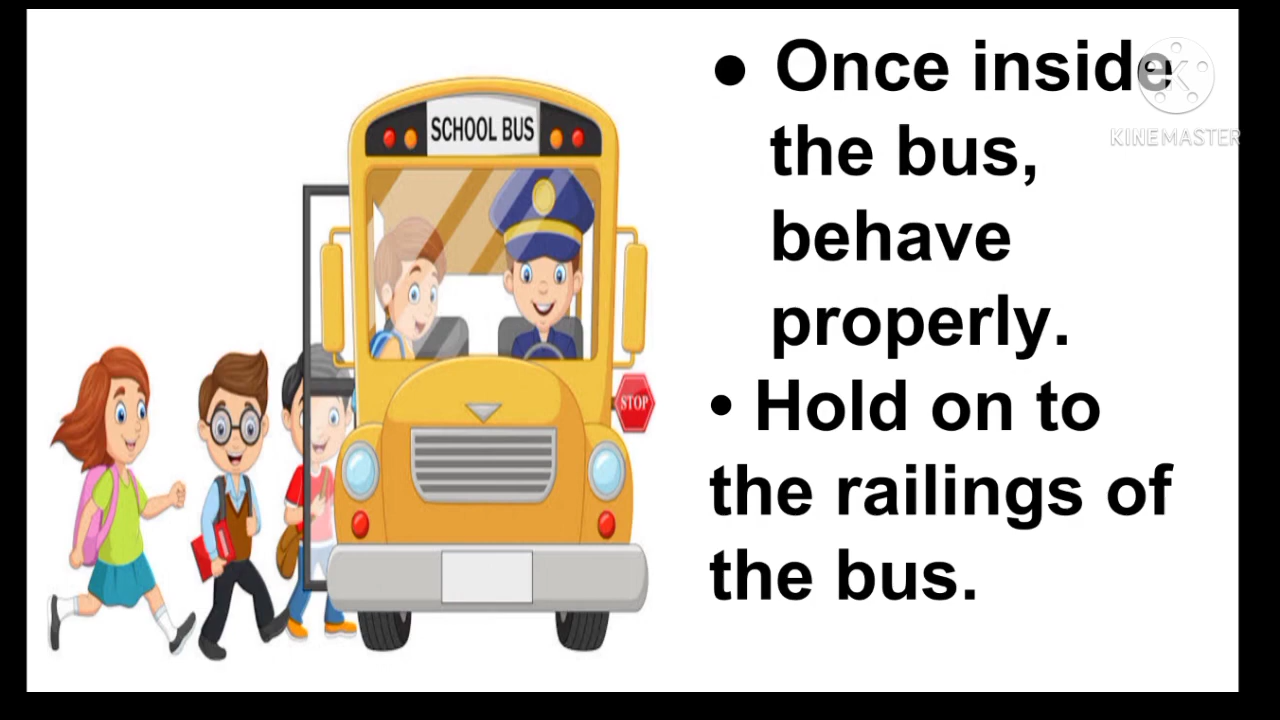 SCHOOL BUS
STOP
● Once inside
the bus,
behave
properly.
• Hold on to
the railings of
the bus.
KINEMASTER